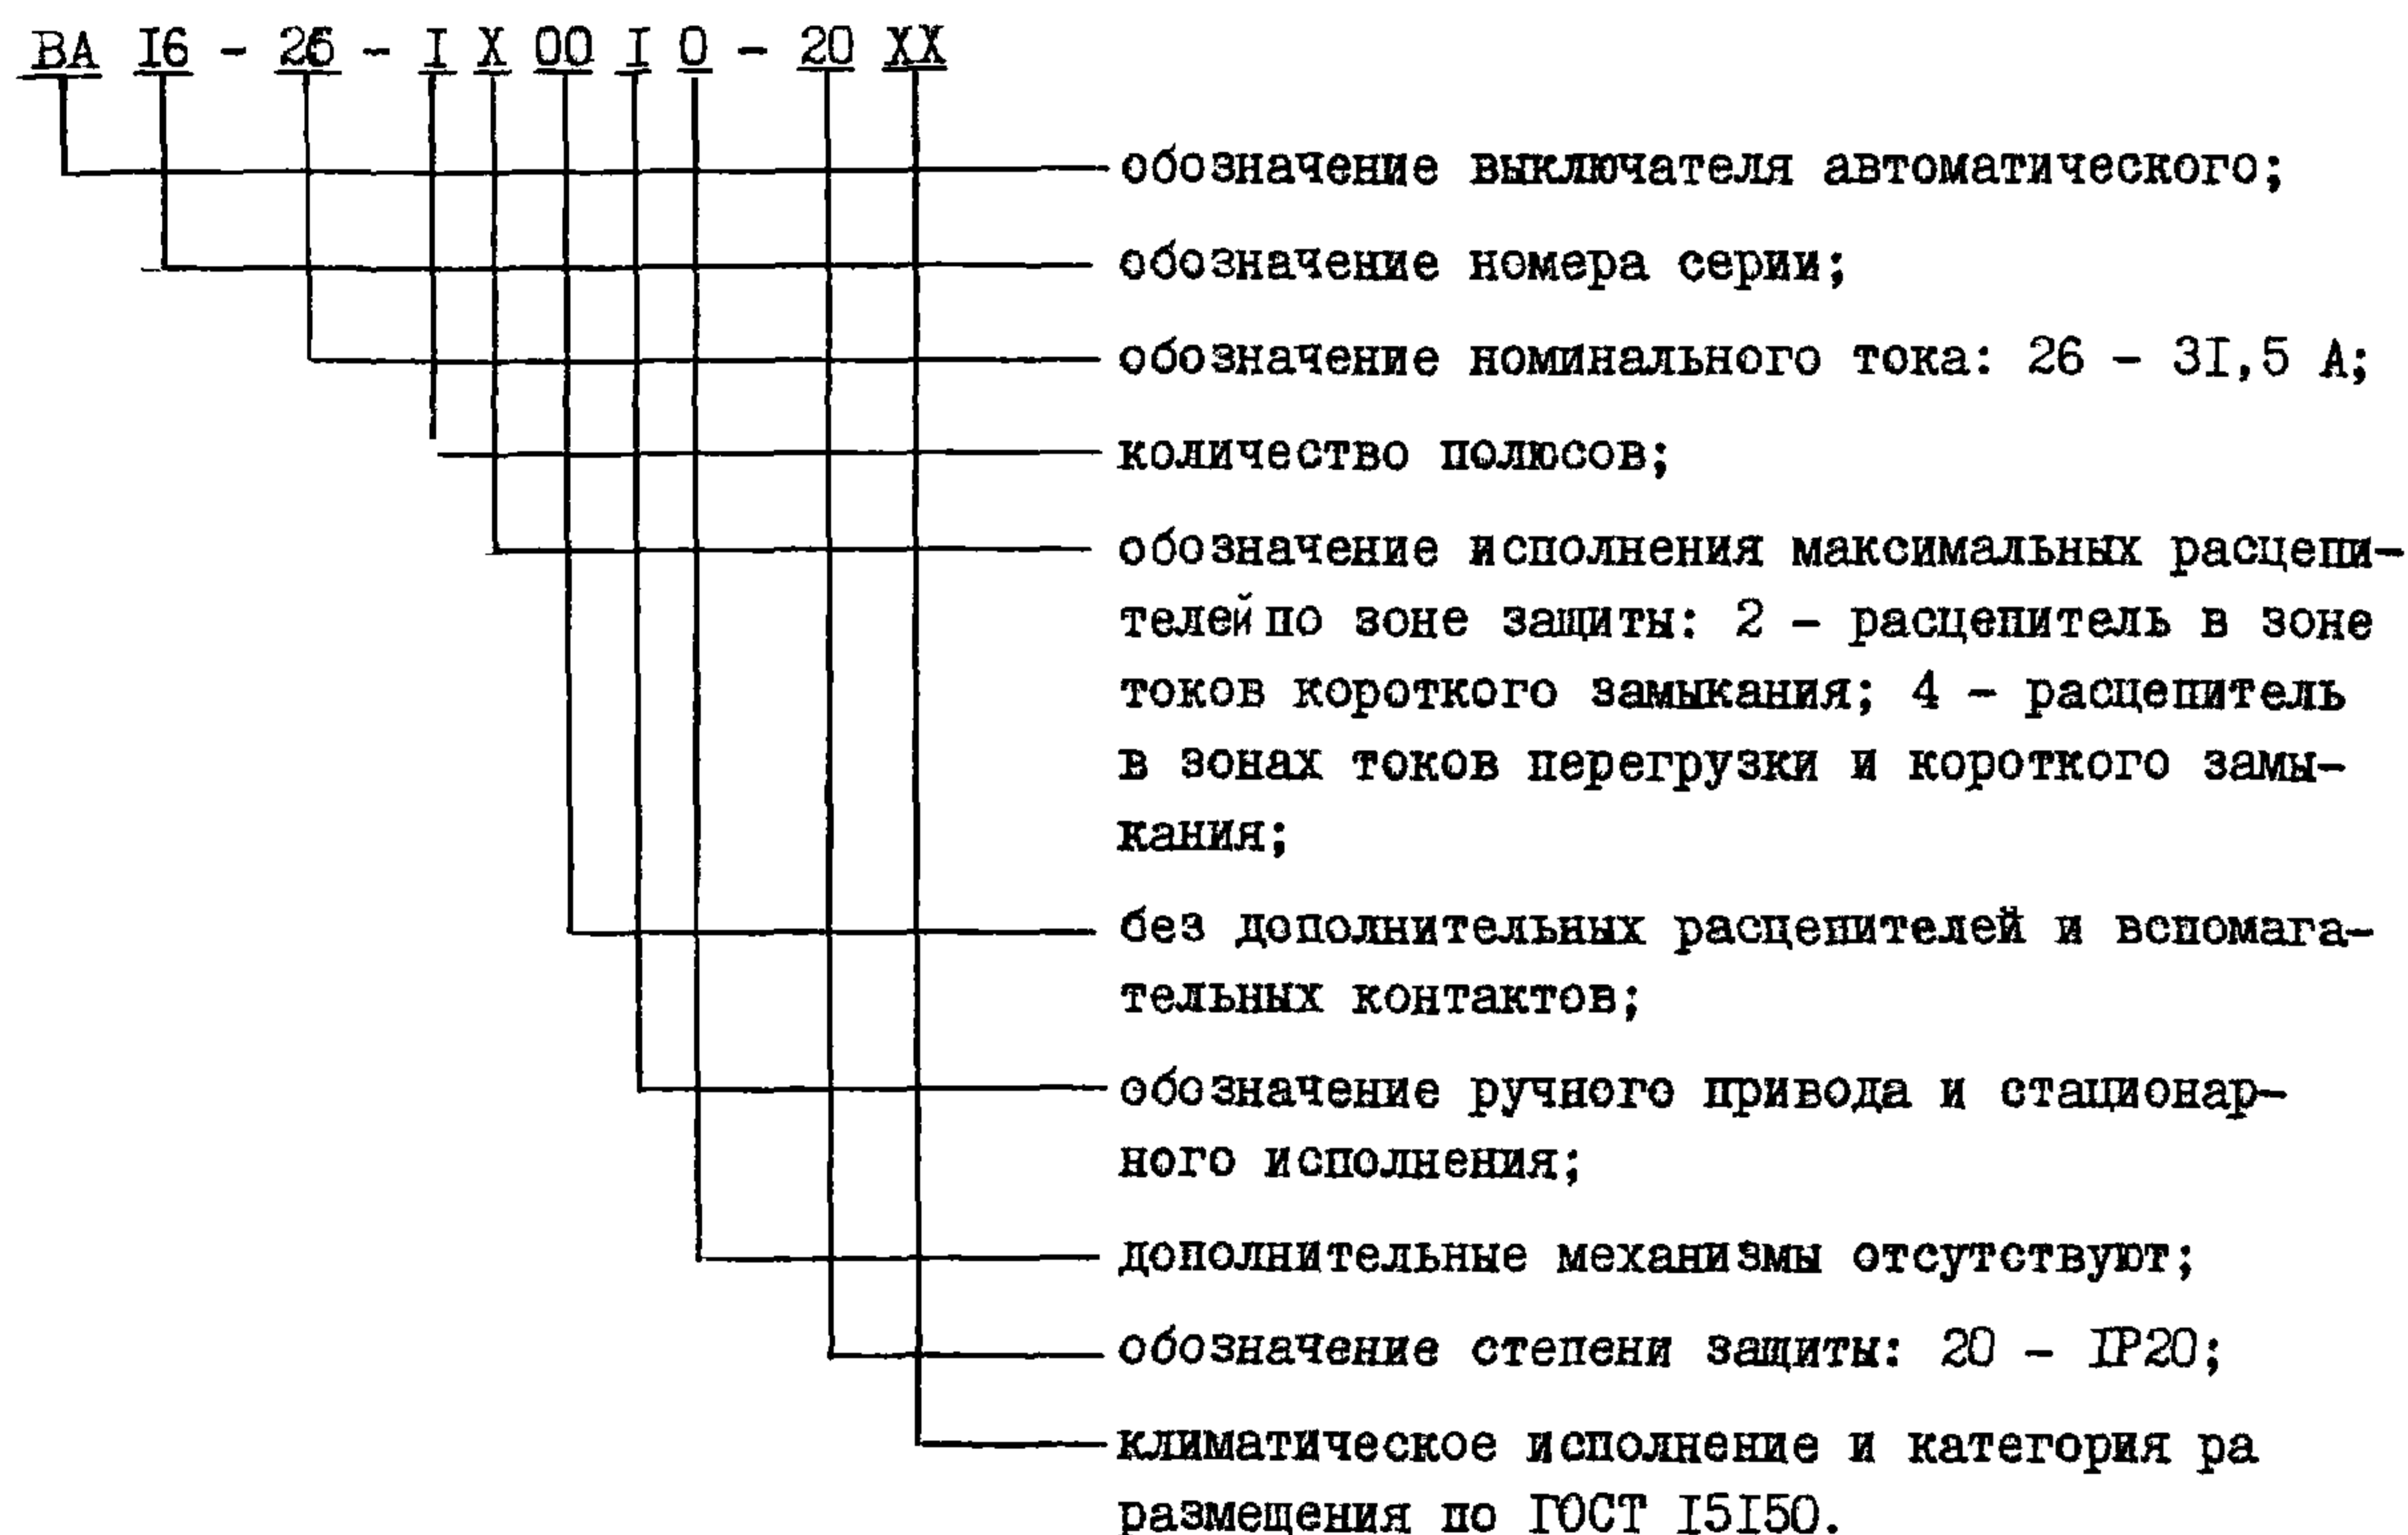 ВА I6 - 26 - I X 00 I 0 - 20 XX
обозначение выключателя автоматического;
обозначение номера серии;
обозначение номинального тока: 26 - 3I,5 А;
количество полюсов;
обозначение исполнения максимальных расцепи-
телей по зоне защиты: 2 - расцепитель в зоне
токов короткого замыкания; 4 - расцепитель
в зонах токов перегрузки и короткого замы-
кания;
без дополнительных расцепителей и вспомага-
тельных контактов;
обозначение ручного привода и стационар-
ного исполнения;
дополнительные механизмы отсутствуют;
обозначение степени защиты: 20 - IP20;
климатическое исполнение и категория ра
размещения по ГОСТ I5I50.